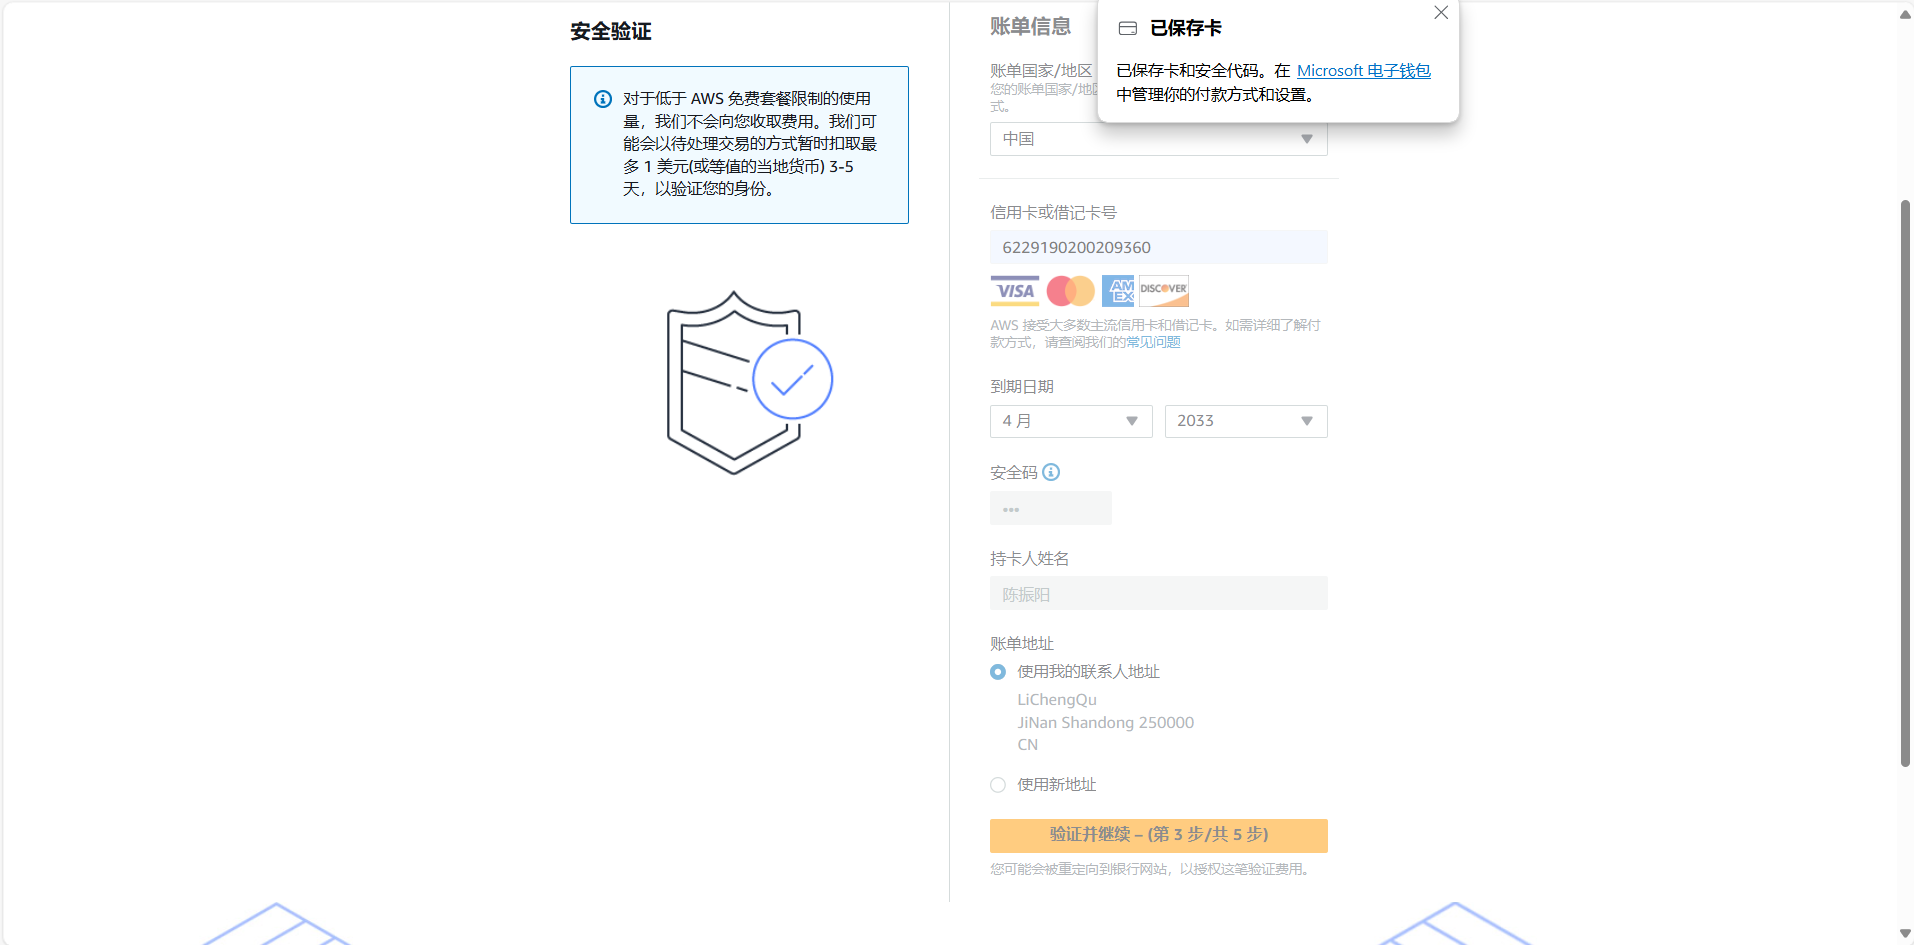 安全验证
对于低于 AWS 免费套餐限制的使用
量，我们不会向您收取费用。我们可
能会以待处理交易的方式暂时扣取最
多 1 美元(或等值的当地货币) 3-5
天，以验证您的身份。
账单信息
账单国家/地区
您的账单国家/地区
式。
中国
已保存卡
已保存卡和安全代码。在 Microsoft 电子钱包
中管理你的付款方式和设置。
信用卡或借记卡号
6229190200209360
VISA
AM
EX
DISCOVER
AWS 接受大多数主流信用卡和借记卡。如需详细了解付
款方式，请查阅我们的常见问题
到期日期
4 月
2033
安全码
•••
持卡人姓名
陈振阳
账单地址
使用我的联系人地址
LiChengQu
JiNan Shandong 250000
CN
使用新地址
验证并继续 – (第 3 步/共 5 步)
您可能会被重定向到银行网站，以授权这笔验证费用。